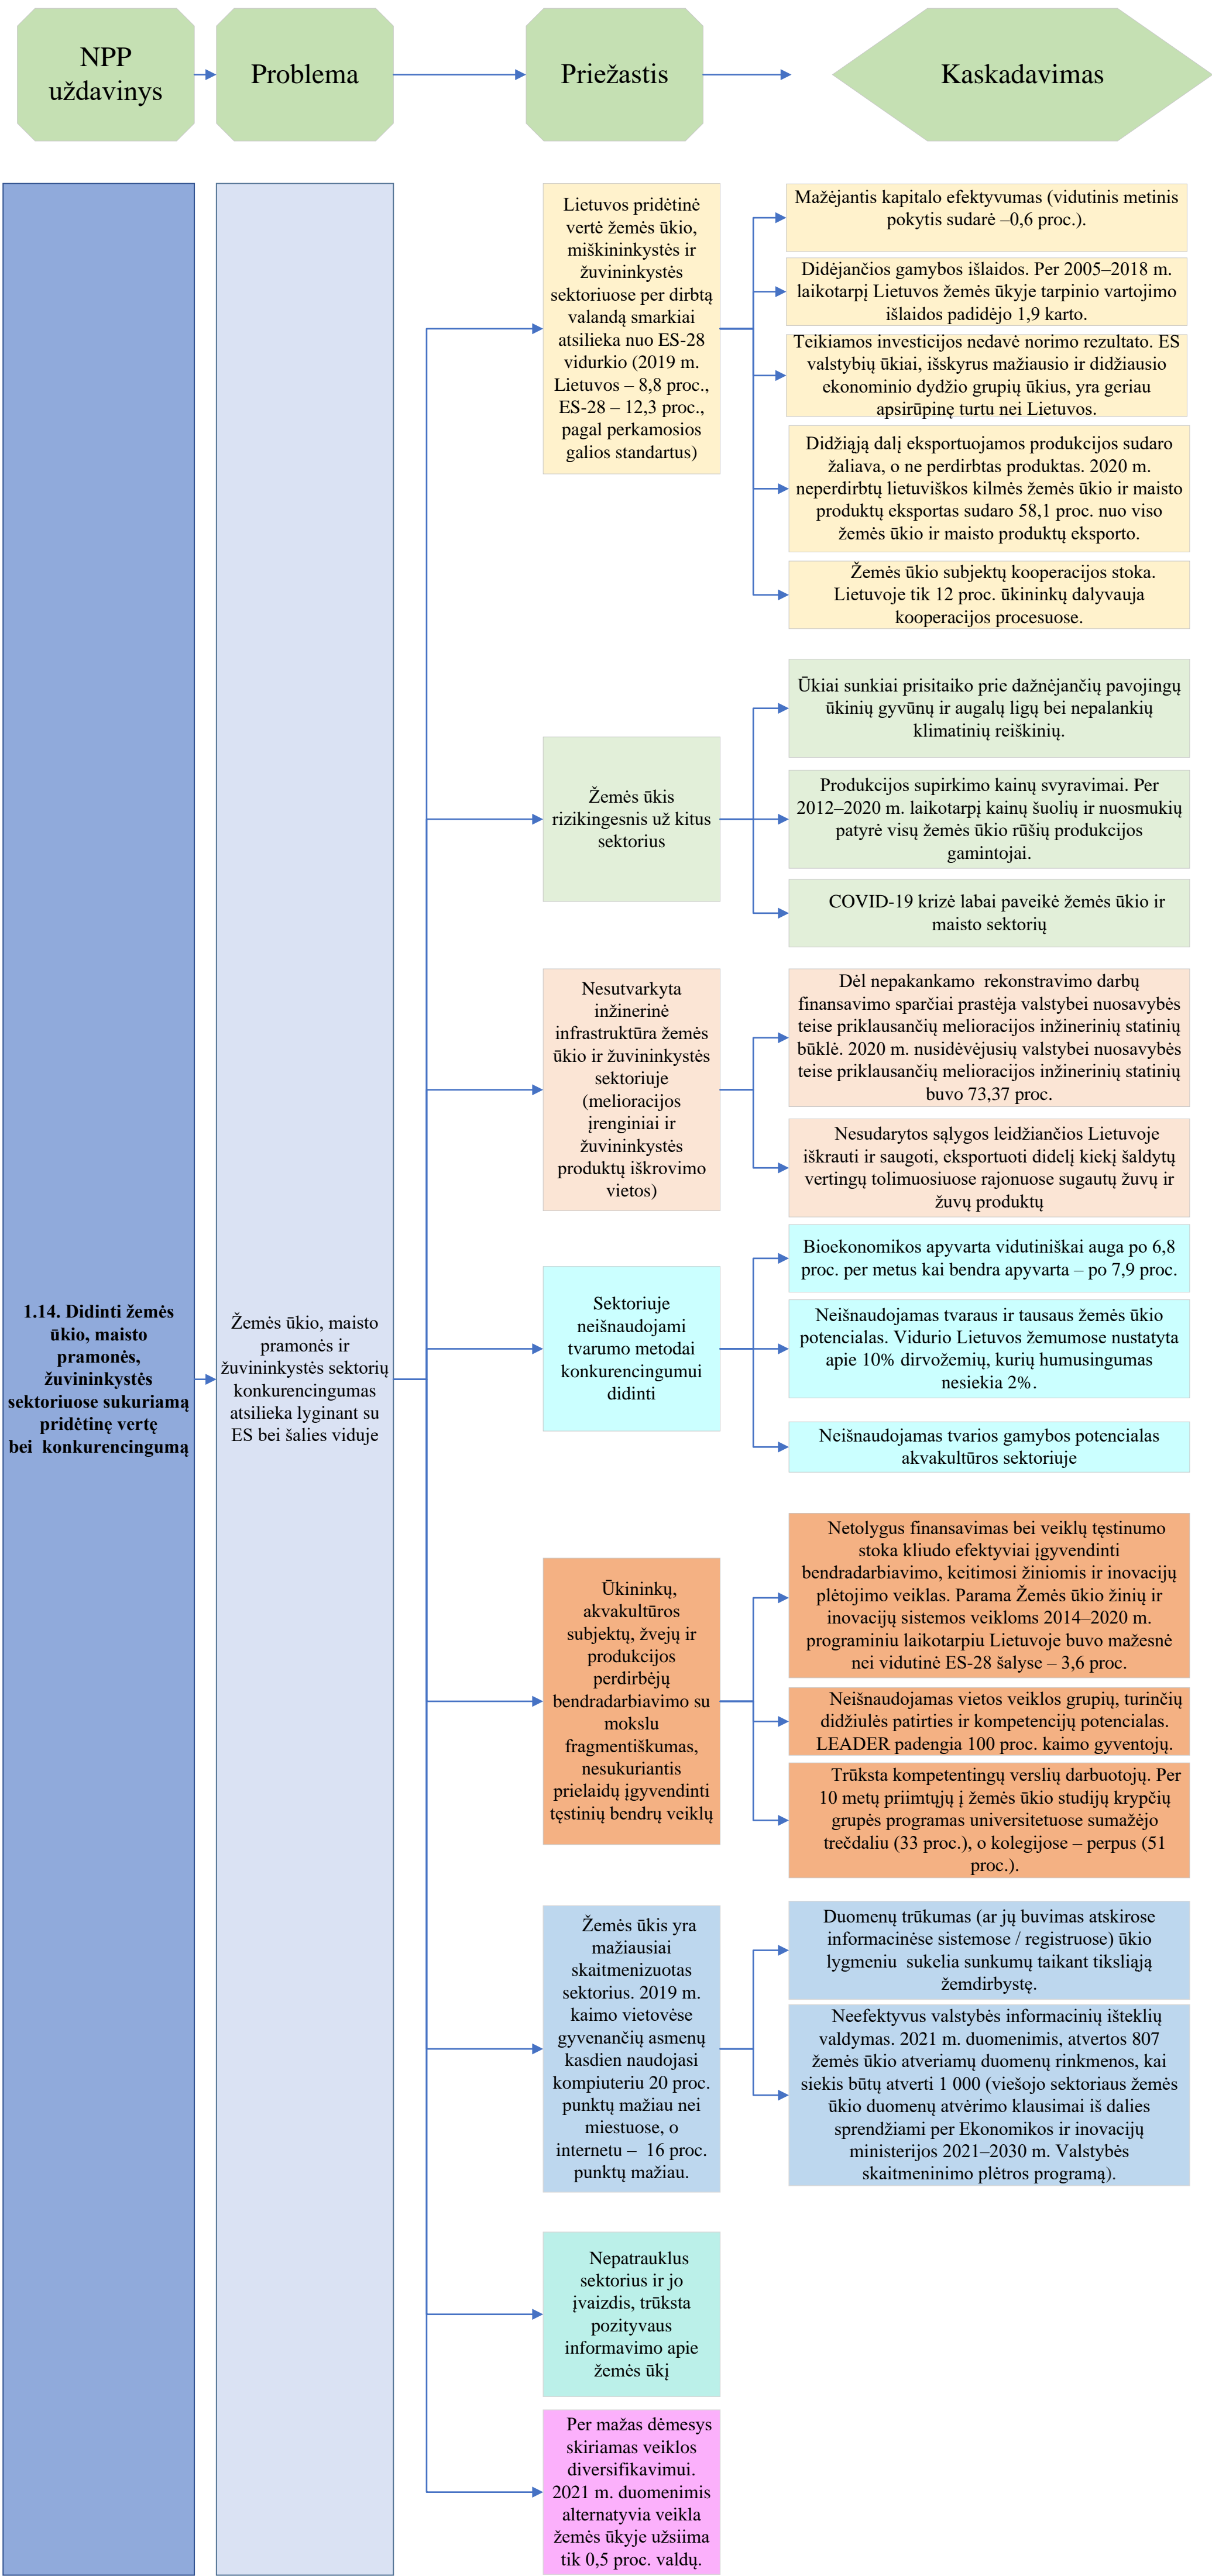 NPP
uždavinys
Problema
Priežastis
Kaskadavimas
1.14. Didinti žemės
ūkio, maisto
pramonės,
žuvininkystės
sektoriuose sukuriamą
pridėtinę vertę
bei konkurencingumą
Žemės ūkio, maisto
pramonės ir
žuvininkystės sektorių
konkurencingumas
atsilieka lyginant su
ES bei šalies viduje
Lietuvos pridėtinė
vertė žemės ūkio,
miškininkystės ir
žuvininkystės
sektoriuose per dirbtą
valandą smarkiai
atsilieka nuo ES-28
vidurkio (2019 m.
Lietuvos – 8,8 proc.,
ES-28 – 12,3 proc.,
pagal perkamosios
galios standartus)
Mažėjantis kapitalo efektyvumas (vidutinis metinis
pokytis sudarė –0,6 proc.).
Didėjančios gamybos išlaidos. Per 2005–2018 m.
laikotarpį Lietuvos žemės ūkyje tarpinio vartojimo
išlaidos padidėjo 1,9 karto.
Teikiamos investicijos nedavė norimo rezultato. ES
valstybių ūkiai, išskyrus mažiausio ir didžiausio
ekonominio dydžio grupių ūkius, yra geriau
apsirūpinę turtu nei Lietuvos.
Didžiąją dalį eksportuojamos produkcijos sudaro
žaliava, o ne perdirbtas produktas. 2020 m.
neperdirbtų lietuviškos kilmės žemės ūkio ir maisto
produktų eksportas sudaro 58,1 proc. nuo viso
žemės ūkio ir maisto produktų eksporto.
Žemės ūkio subjektų kooperacijos stoka.
Lietuvoje tik 12 proc. ūkininkų dalyvauja
kooperacijos procesuose.
Žemės ūkis
rizikingesnis už kitus
sektorius
Ūkiai sunkiai prisitaiko prie dažnėjančių pavojingų
ūkinių gyvūnų ir augalų ligų bei nepalankių
klimatinių reiškinių.
Produkcijos supirkimo kainų svyravimai. Per
2012–2020 m. laikotarpį kainų šuolių ir nuosmukių
patyrė visų žemės ūkio rūšių produkcijos
gamintojai.
COVID-19 krizė labai paveikė žemės ūkio ir
maisto sektorių
Nesutvarkyta
inžinerinė
infrastruktūra žemės
ūkio ir žuvininkystės
sektoriuje
(melioracijos
įrenginiai ir
žuvininkystės
produktų iškrovimo
vietos)
Dėl nepakankamo rekonstravimo darbų
finansavimo sparčiai prastėja valstybei nuosavybės
teise priklausančių melioracijos inžinerinių statinių
būklė. 2020 m. nusidėvėjusių valstybei nuosavybės
teise priklausančių melioracijos inžinerinių statinių
buvo 73,37 proc.
Nesudarytos sąlygos leidžiančios Lietuvoje
iškrauti ir saugoti, eksportuoti didelį kiekį šaldytų
vertingų tolimuosiuose rajonuose sugautų žuvų ir
žuvų produktų
Sektoriuje
neišnaudojami
tvarumo metodai
konkurencingumui
didinti
Bioekonomikos apyvarta vidutiniškai auga po 6,8
proc. per metus kai bendra apyvarta – po 7,9 proc.
Neišnaudojamas tvaraus ir tausaus žemės ūkio
potencialas. Vidurio Lietuvos žemumose nustatyta
apie 10% dirvožemių, kurių humusingumas
nesiekia 2%.
Neišnaudojamas tvarios gamybos potencialas
akvakultūros sektoriuje
Ūkininkų,
akvakultūros
subjektų, žvejų ir
produkcijos
perdirbėjų
bendradarbiavimo su
mokslu
fragmentiškumas,
nesukuriantis
prielaidų įgyvendinti
tęstinių bendrų veiklų
Netolygus finansavimas bei veiklų tęstinumo
stoka kliudo efektyviai įgyvendinti
bendradarbiavimo, keitimosi žiniomis ir inovacijų
plėtojimo veiklas. Parama Žemės ūkio žinių ir
inovacijų sistemos veikloms 2014–2020 m.
programiniu laikotarpiu Lietuvoje buvo mažesnė
nei vidutinė ES-28 šalyse – 3,6 proc.
Neišnaudojamas vietos veiklos grupių, turinčių
didžiulės patirties ir kompetencijų potencialas.
LEADER padengia 100 proc. kaimo gyventojų.
Trūksta kompetentingų verslių darbuotojų. Per
10 metų priimtųjų į žemės ūkio studijų krypčių
grupės programas universitetuose sumažėjo
trečdaliu (33 proc.), o kolegijose – perpus (51
proc.).
Žemės ūkis yra
mažiausiai
skaitmenizuotas
sektorius. 2019 m.
kaimo vietovėse
gyvenančių asmenų
kasdien naudojasi
kompiuteriu 20 proc.
punktų mažiau nei
miestuose, o
internetu – 16 proc.
punktų mažiau.
Duomenų trūkumas (ar jų buvimas atskirose
informacinėse sistemose / registruose) ūkio
lygmeniu sukelia sunkumų taikant tiksliąją
žemdirbystę.
Neefektyvus valstybės informacinių išteklių
valdymas. 2021 m. duomenimis, atvertos 807
žemės ūkio atveriamų duomenų rinkmenos, kai
siekis būtų atverti 1 000 (viešojo sektoriaus žemės
ūkio duomenų atvėrimo klausimai iš dalies
sprendžiami per Ekonomikos ir inovacijų
ministerijos 2021–2030 m. Valstybės
skaitmeninimo plėtros programą).
Nepatrauklus
sektorius ir jo
įvaizdis, trūksta
pozityvaus
informavimo apie
žemės ūkį
Per mažas dėmesys
skiriamas veiklos
diversifikavimui.
2021 m. duomenimis
alternatyvia veikla
žemės ūkyje užsiima
tik 0,5 proc. valdų.